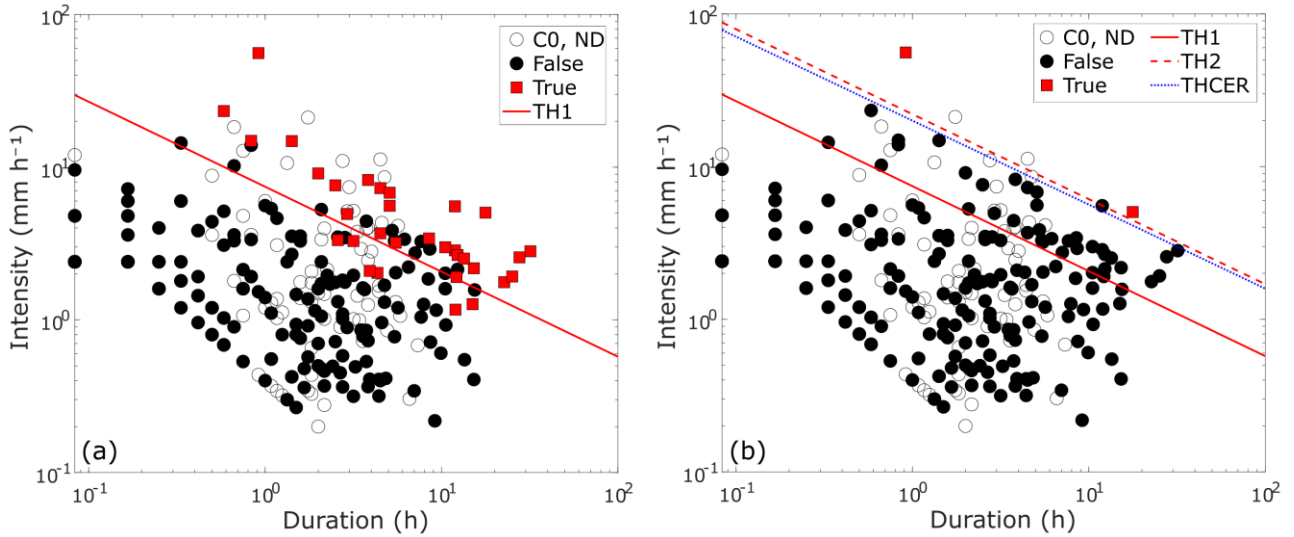 10²
10¹
10⁰
10⁻¹
Intensity (mm h⁻¹)
C0, ND
False
True
TH1
(a)
10⁻¹
10⁰
10¹
10²
Duration (h)
10²
10¹
10⁰
10⁻¹
Intensity (mm h⁻¹)
C0, ND
False
True
TH1
TH2
THCER
(b)
10⁻¹
10⁰
10¹
10²
Duration (h)